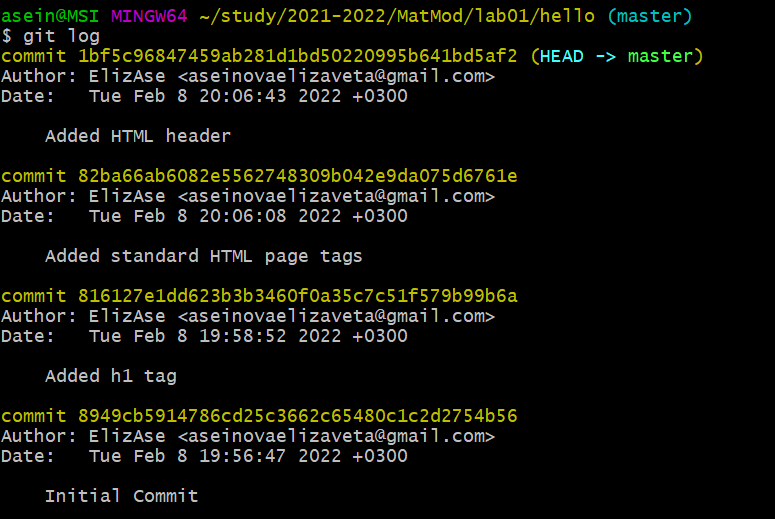 asein@MSI MINGW64 ~/study/2021-2022/MatMod/lab01/hello (master)
$ git log
commit 1bf5c96847459ab281d1bd50220995b641bd5af2 (HEAD -> master)
Author: ElizAse <aseinovaelizaveta@gmail.com>
Date:   Tue Feb 8 20:06:43 2022 +0300
    Added HTML header
commit 82ba66ab6082e5562748309b042e9da075d6761e
Author: ElizAse <aseinovaelizaveta@gmail.com>
Date:   Tue Feb 8 20:06:08 2022 +0300
    Added standard HTML page tags
commit 816127e1dd623b3b3460f0a35c7c51f579b99b6a
Author: ElizAse <aseinovaelizaveta@gmail.com>
Date:   Tue Feb 8 19:58:52 2022 +0300
    Added h1 tag
commit 8949cb5914786cd25c3662c65480c1c2d2754b56
Author: ElizAse <aseinovaelizaveta@gmail.com>
Date:   Tue Feb 8 19:56:47 2022 +0300
    Initial Commit